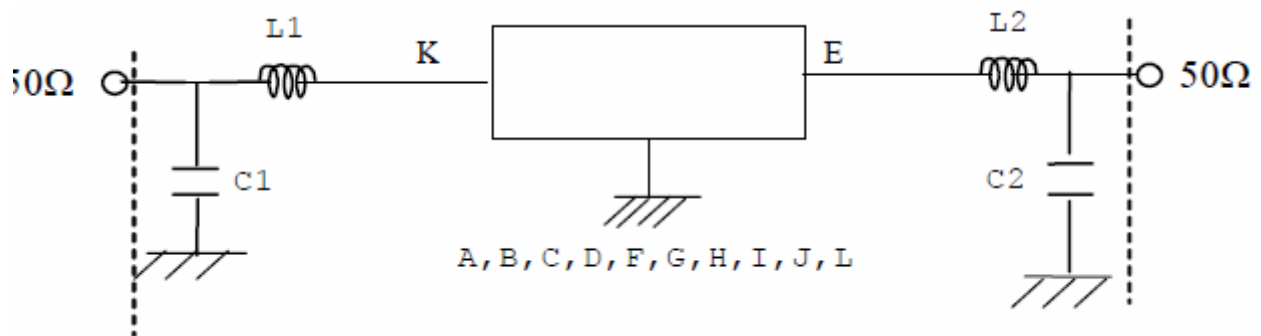 L1
L2
K
E
50Ω
50Ω
C1
C2
A,B,C,D,F,G,H,I,J,L